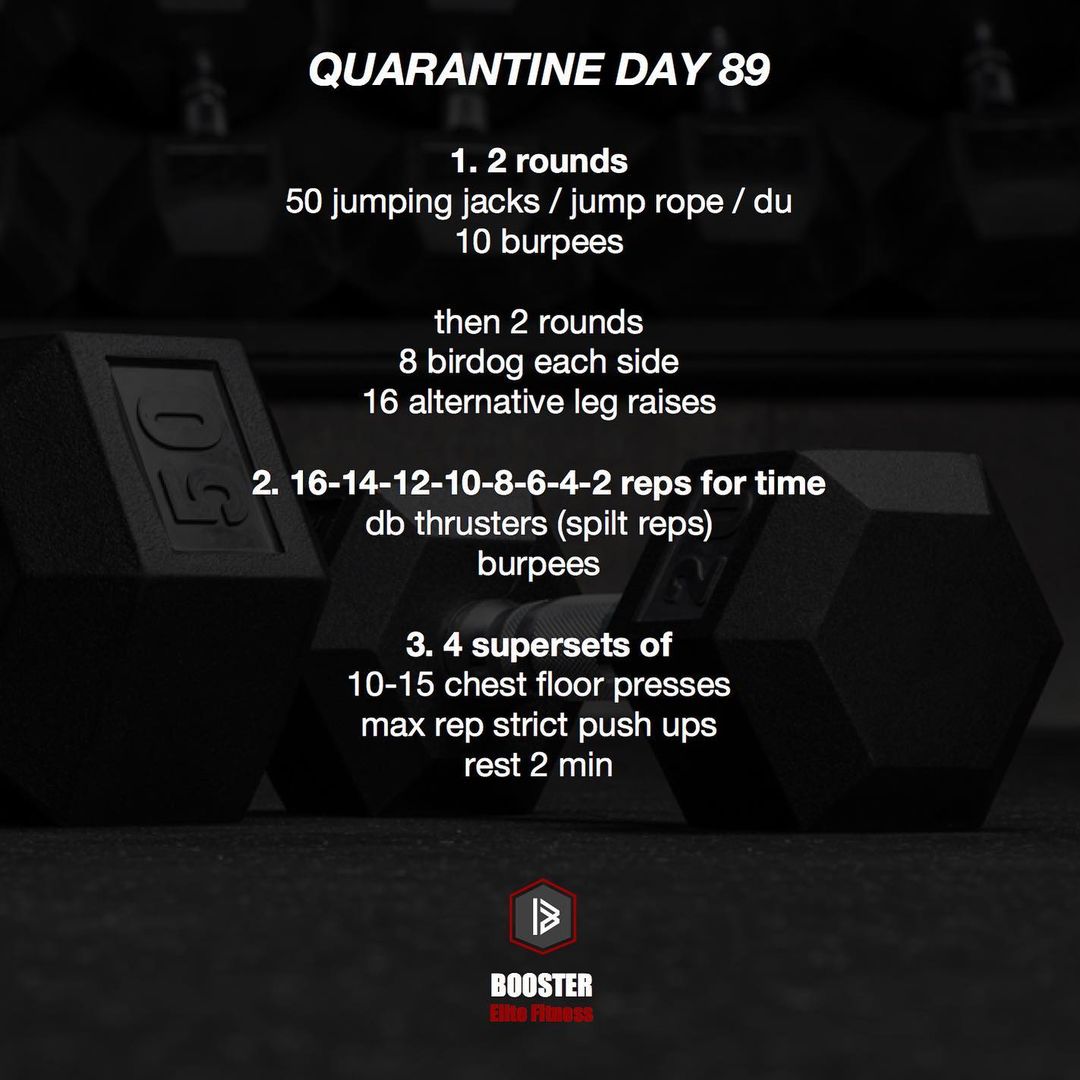 QUARANTINE DAY 89
1. 2 rounds
50 jumping jacks / jump rope / du
10 burpees
then 2 rounds
8 birdog each side
16 alternative leg raises
2. 16-14-12-10-8-6-4-2 reps for time
db thrusters (spilt reps)
burpees
3. 4 supersets of
10-15 chest floor presses
max rep strict push ups
rest 2 min
50
BOOSTER
Elite Fitness